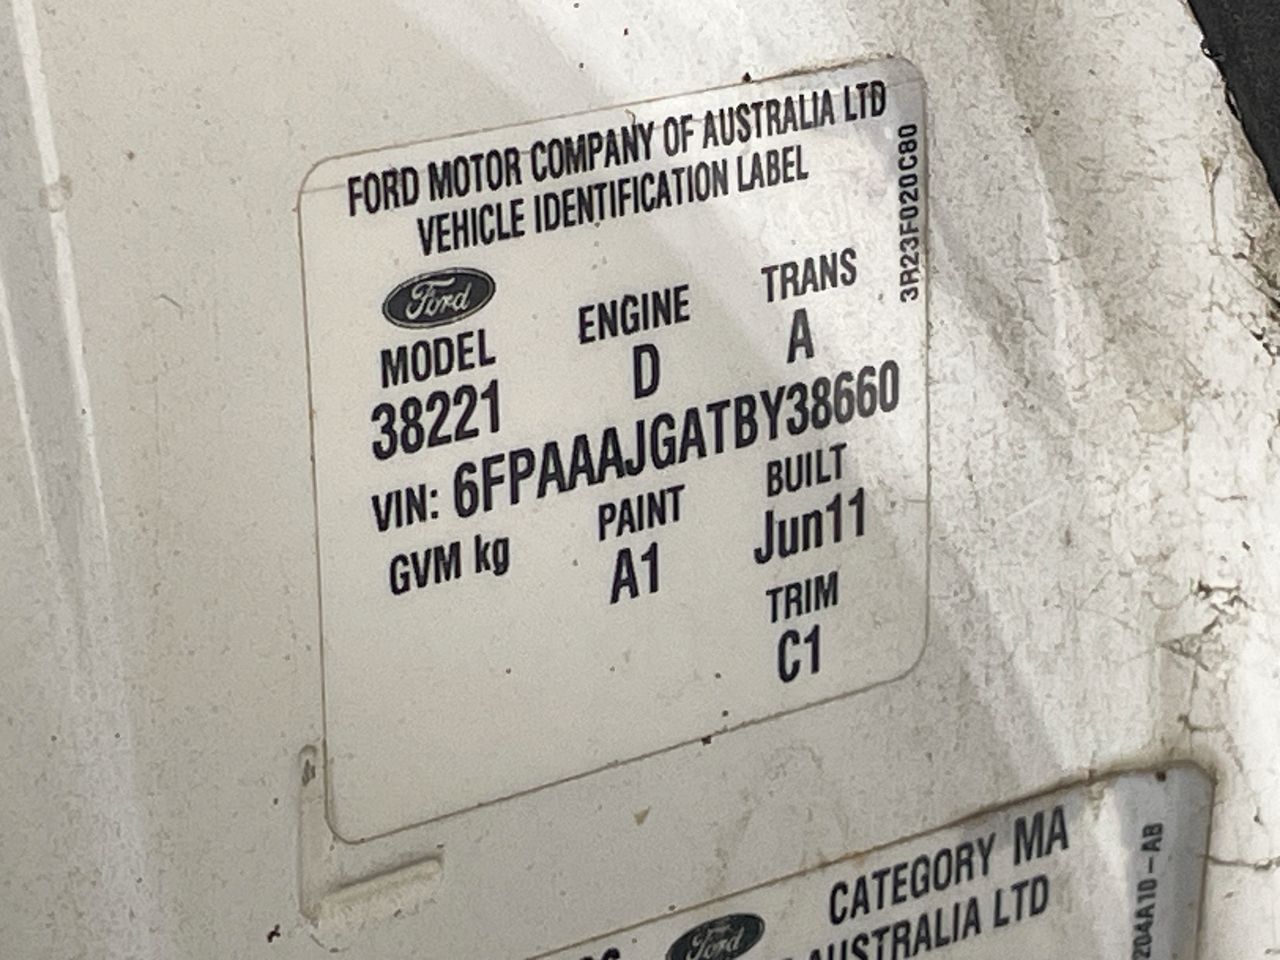 FORD MOTOR COMPANY OF AUSTRALIA LTD
VEHICLE IDENTIFICATION LABEL
3R23F020C80
Ford
MODEL ENGINE TRANS
38221 D A
VIN: 6FPAAAJGATBY38660
GVM kg PAINT BUILT
A1 Jun11
TRIM
C1
CATEGORY MA
Ford
AUSTRALIA LTD
204A10-AB